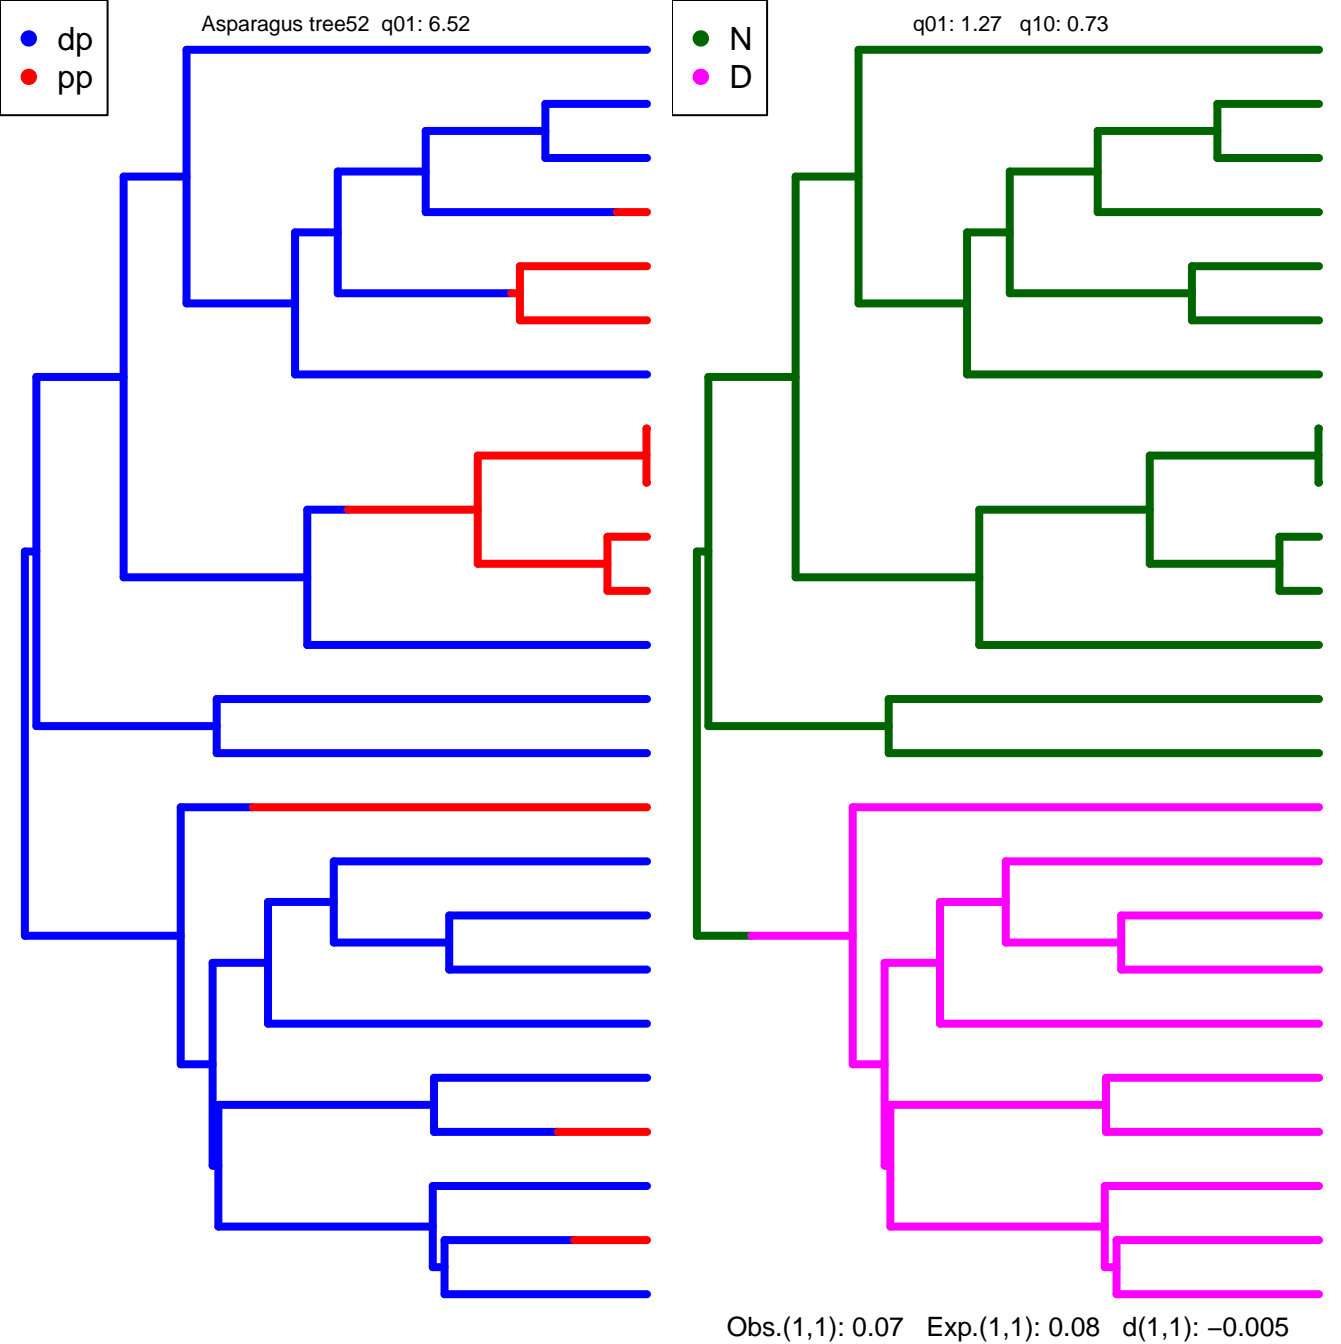 Asparagus tree52 q01: 6.52
dp
pp
q01: 1.27 q10: 0.73
N
D
Obs.(1,1): 0.07 Exp.(1,1): 0.08 d(1,1): −0.005